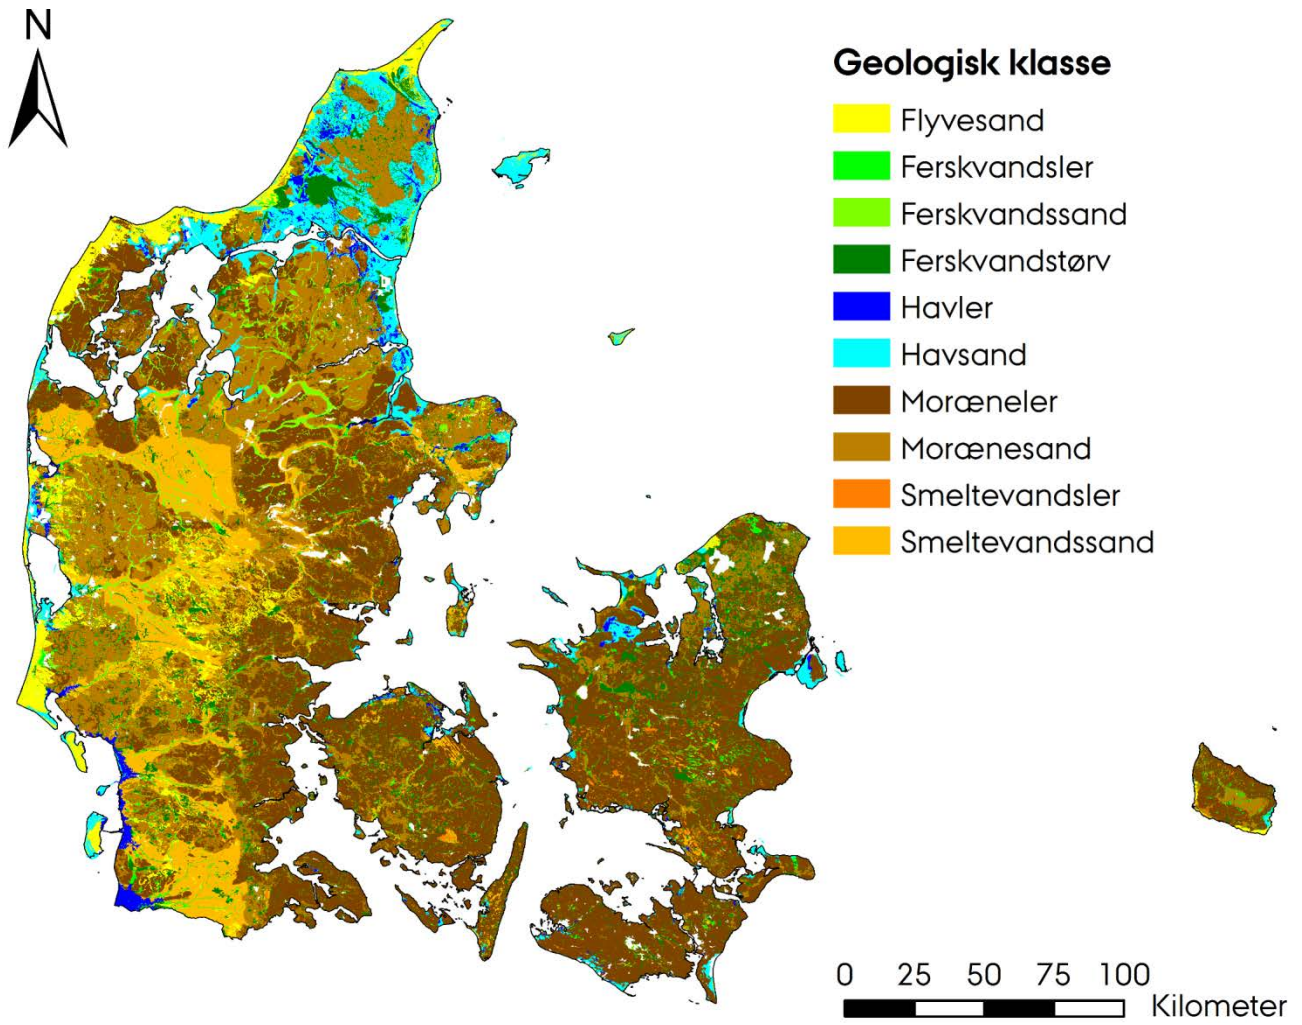 N
Geologisk klasse
Flyvesand
Ferskvandsler
Ferskvandssand
Ferskvandstørv
Havler
Havsand
Moræneler
Morænesand
Smeltevandsler
Smeltevandssand
0 25 50 75 100
Kilometer